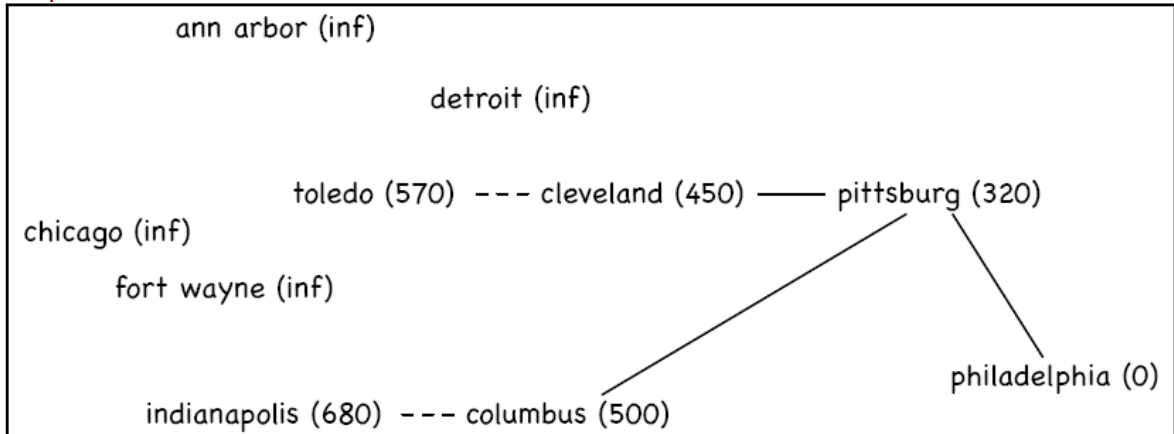 ann arbor (inf)
detroit (inf)
toledo (570) --- cleveland (450) pittsburg (320)
chicago (inf)
fort wayne (inf)
philadelphia (0)
indianapolis (680) --- columbus (500)